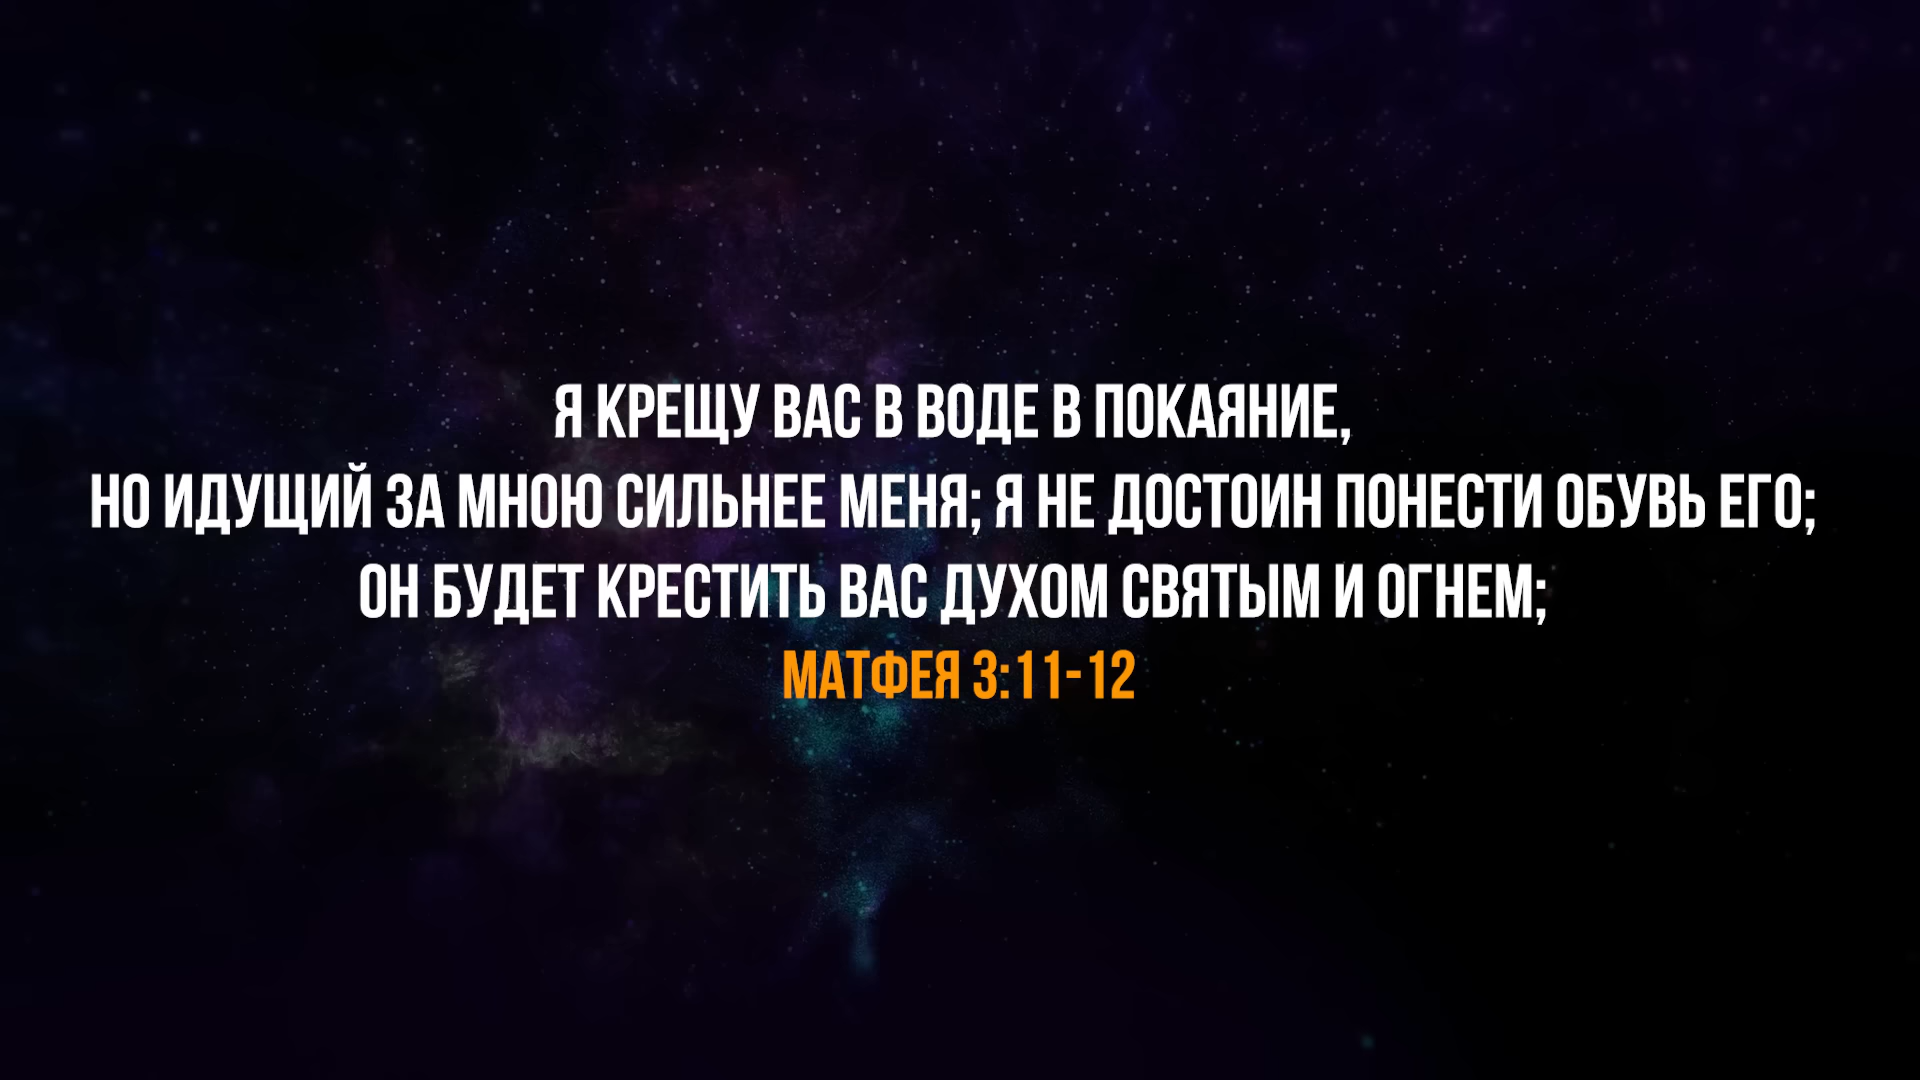 Я КРЕЩУ ВАС В ВОДЕ В ПОКАЯНИЕ,
НО ИДУЩИЙ ЗА МНОЮ СИЛЬНЕЕ МЕНЯ; Я НЕ ДОСТОИН ПОНЕСТИ ОБУВЬ ЕГО;
ОН БУДЕТ КРЕСТИТЬ ВАС ДУХОМ СВЯТЫМ И ОГНЕМ;
МАТФЕЯ 3:11-12